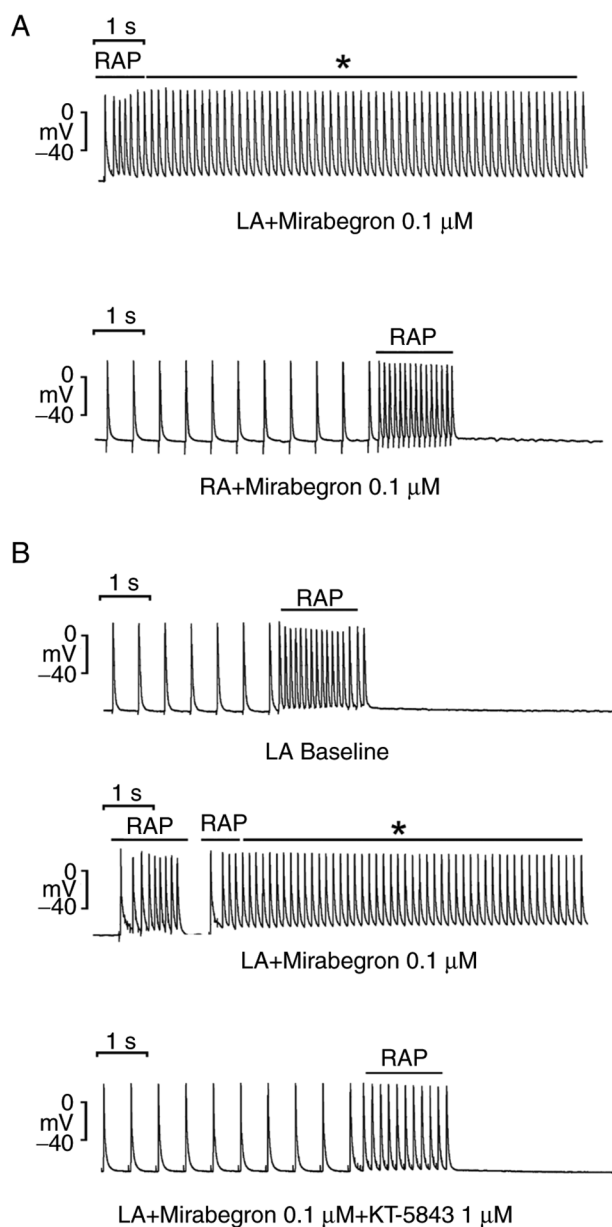 A
1 s
RAP
*
0
mV
−40
LA+Mirabegron 0.1 μM
1 s
RAP
0
mV
−40
RA+Mirabegron 0.1 μM
B
1 s
RAP
0
mV
−40
LA Baseline
1 s
RAP RAP
*
0
mV
−40
LA+Mirabegron 0.1 μM
1 s
RAP
0
mV
−40
LA+Mirabegron 0.1 μM+KT-5843 1 μM